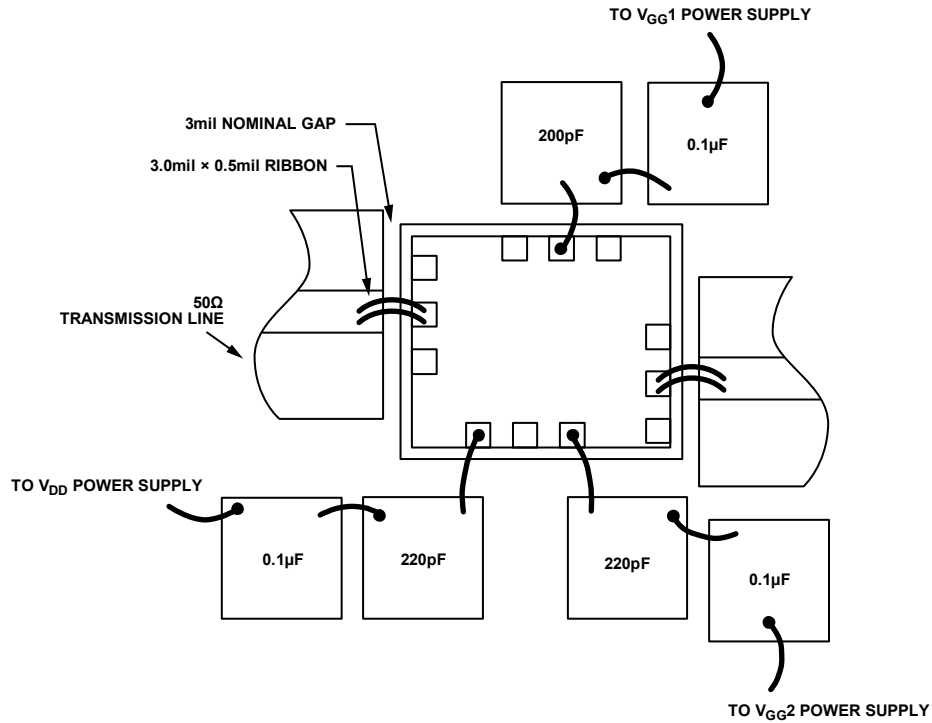 TO VGG1 POWER SUPPLY
3mil NOMINAL GAP
200pF
0.1µF
3.0mil × 0.5mil RIBBON
50Ω
TRANSMISSION LINE
TO VDD POWER SUPPLY
0.1µF
220pF
220pF
0.1µF
TO VGG2 POWER SUPPLY